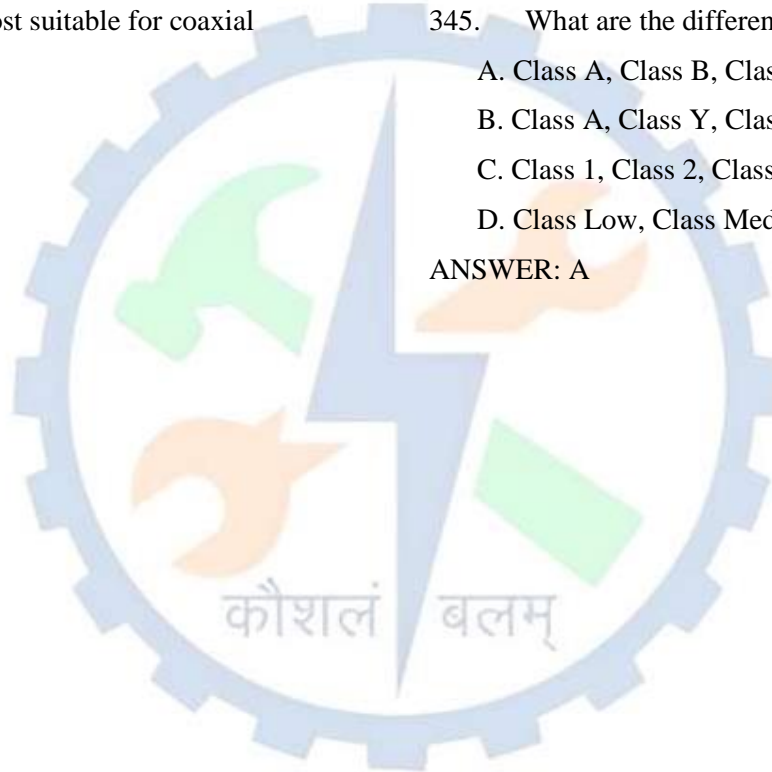 st suitable for coaxial
345. What are the differen
A. Class A, Class B, Clas
B. Class A, Class Y, Clas
C. Class 1, Class 2, Class
D. Class Low, Class Med
ANSWER: A
कौशलं बलम्